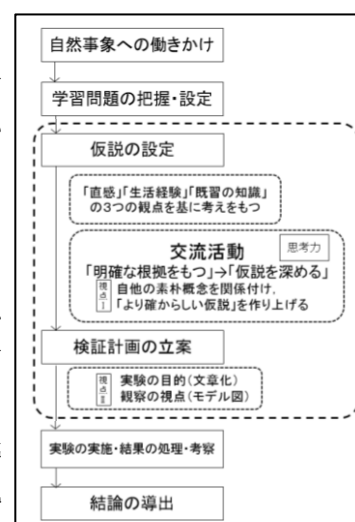 自然事象への働きかけ
学習問題の把握・設定
仮説の設定
「直感」「生活経験」「既習の知識」
の3つの観点を基に考えをもつ
交流活動
思考力
「明確な根拠をもつ」→「仮説を深める」
視点Ⅰ
自他の素朴概念を関係付け，
「より確からしい仮説」を作り上げる
検証計画の立案
視点Ⅱ
実験の目的(文章化)
観察の視点(モデル図)
実験の実施・結果の処理・考察
結論の導出